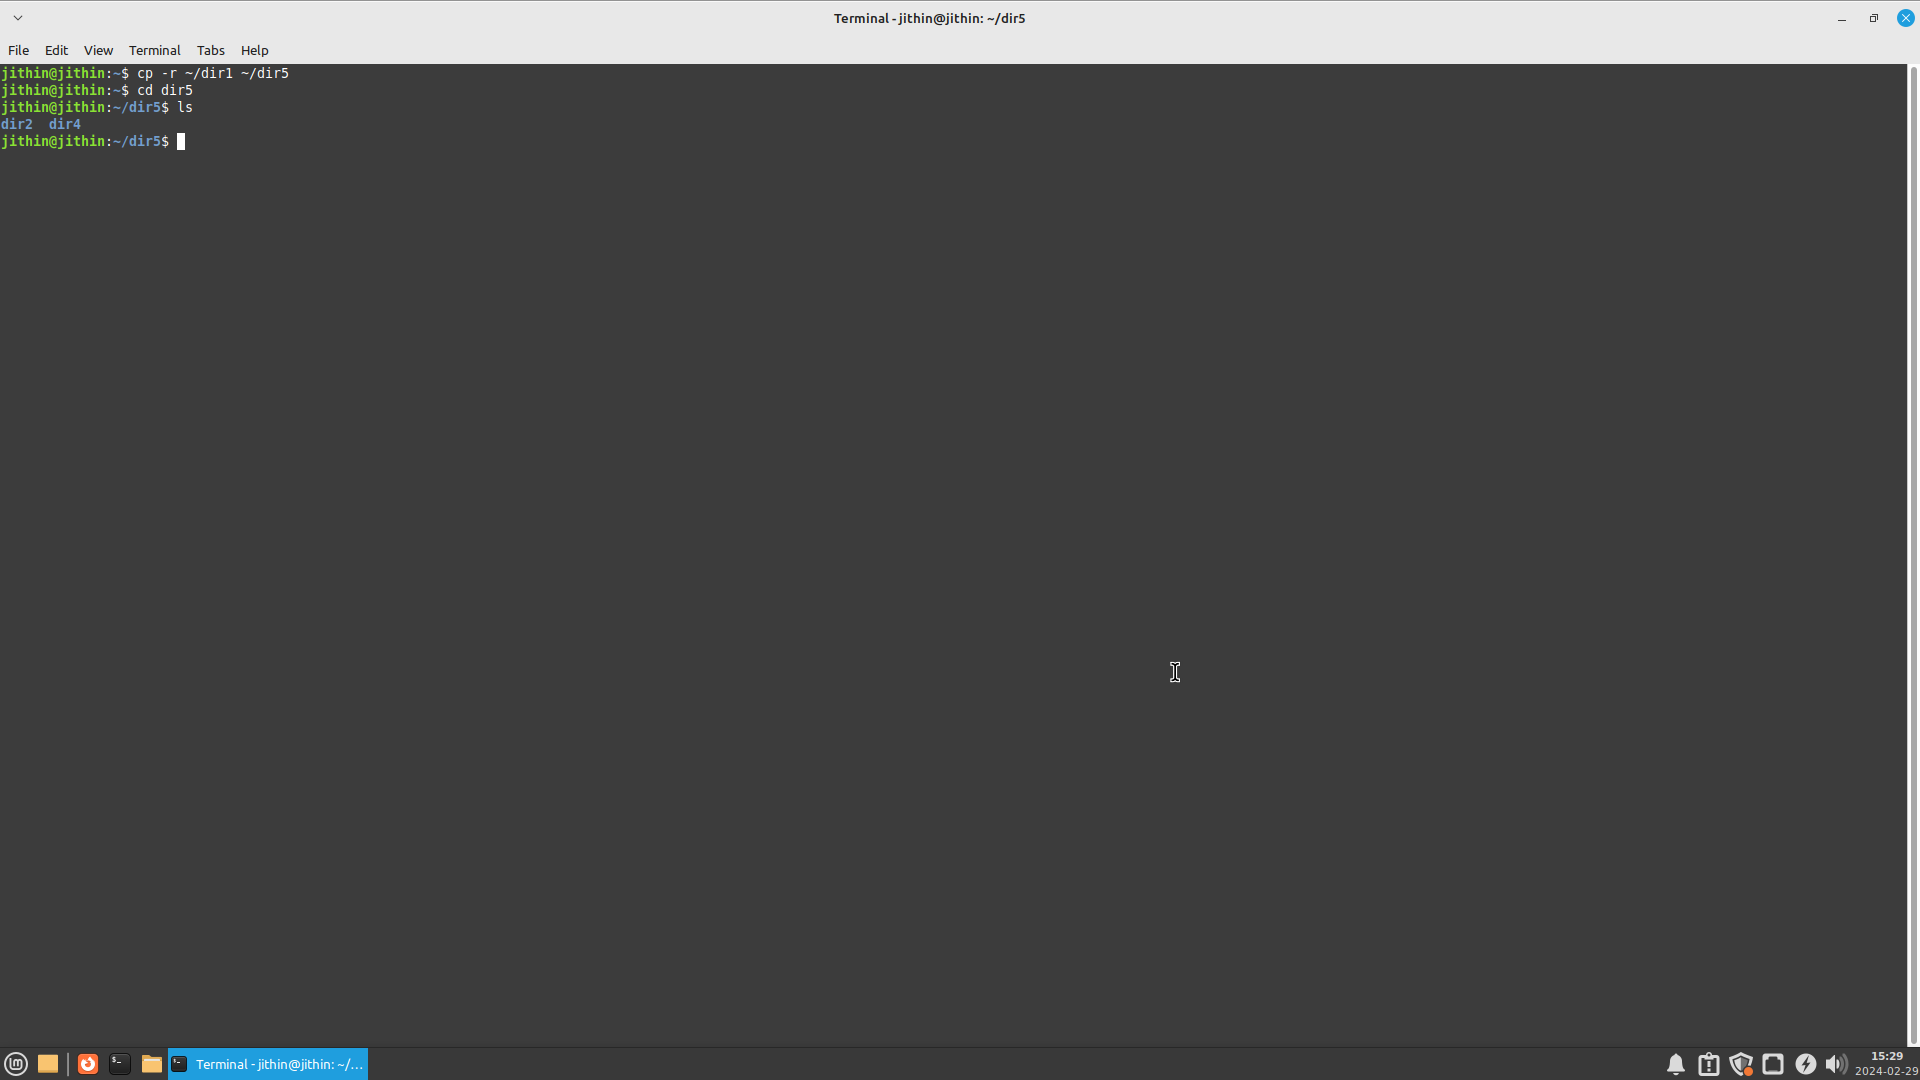 Terminal - jithin@jithin: ~/dir5
File Edit View Terminal Tabs Help
jithin@jithin:~$ cp -r ~/dir1 ~/dir5
jithin@jithin:~$ cd dir5
jithin@jithin:~/dir5$ ls
dir2  dir4
jithin@jithin:~/dir5$
Terminal - jithin@jithin: ~/...
15:29
2024-02-29